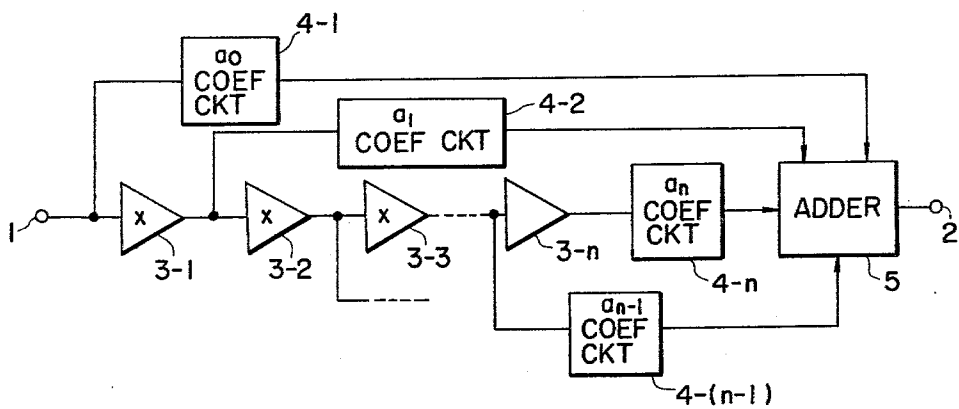 4-1
a0
COEF
CKT
4-2
a1
COEF CKT
an
COEF
CKT
ADDER
1
x
x
x
2
3-1
3-2
3-3
3-n
4-n
5
an-1
COEF
CKT
4-(n-1)